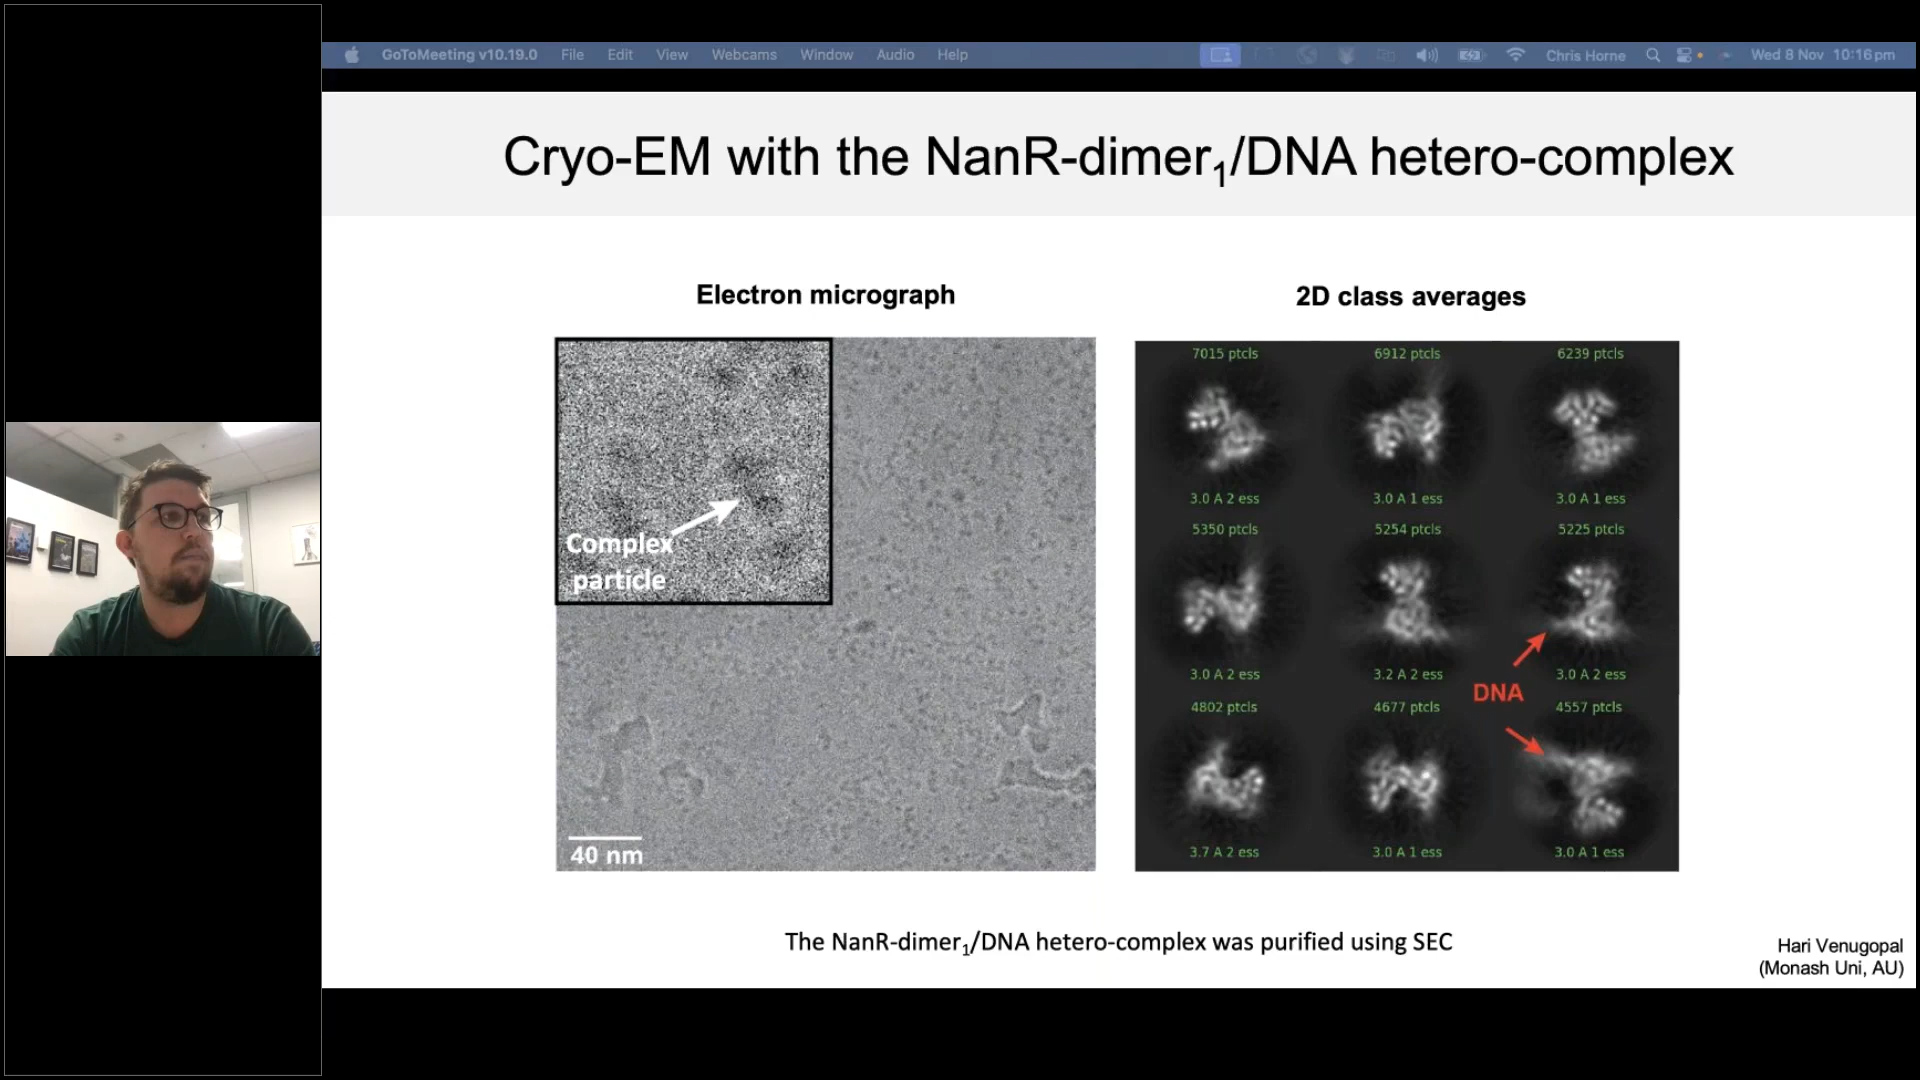 GoToMeeting v10.19.0 File Edit View Webcams Window Audio Help Chris Horne Wed 8 Nov 10:16 pm
Cryo-EM with the NanR-dimer1/DNA hetero-complex
Electron micrograph
2D class averages
Complex
particle
40 nm
7015 ptcls 6912 ptcls 6239 ptcls
3.0 A 2 ess 3.0 A 1 ess 3.0 A 1 ess
5350 ptcls 5254 ptcls 5225 ptcls
3.0 A 2 ess 3.2 A 2 ess 3.0 A 2 ess
DNA
4802 ptcls 4677 ptcls 4557 ptcls
3.7 A 2 ess 3.0 A 1 ess 3.0 A 1 ess
The NanR-dimer1/DNA hetero-complex was purified using SEC
Hari Venugopal
(Monash Uni, AU)